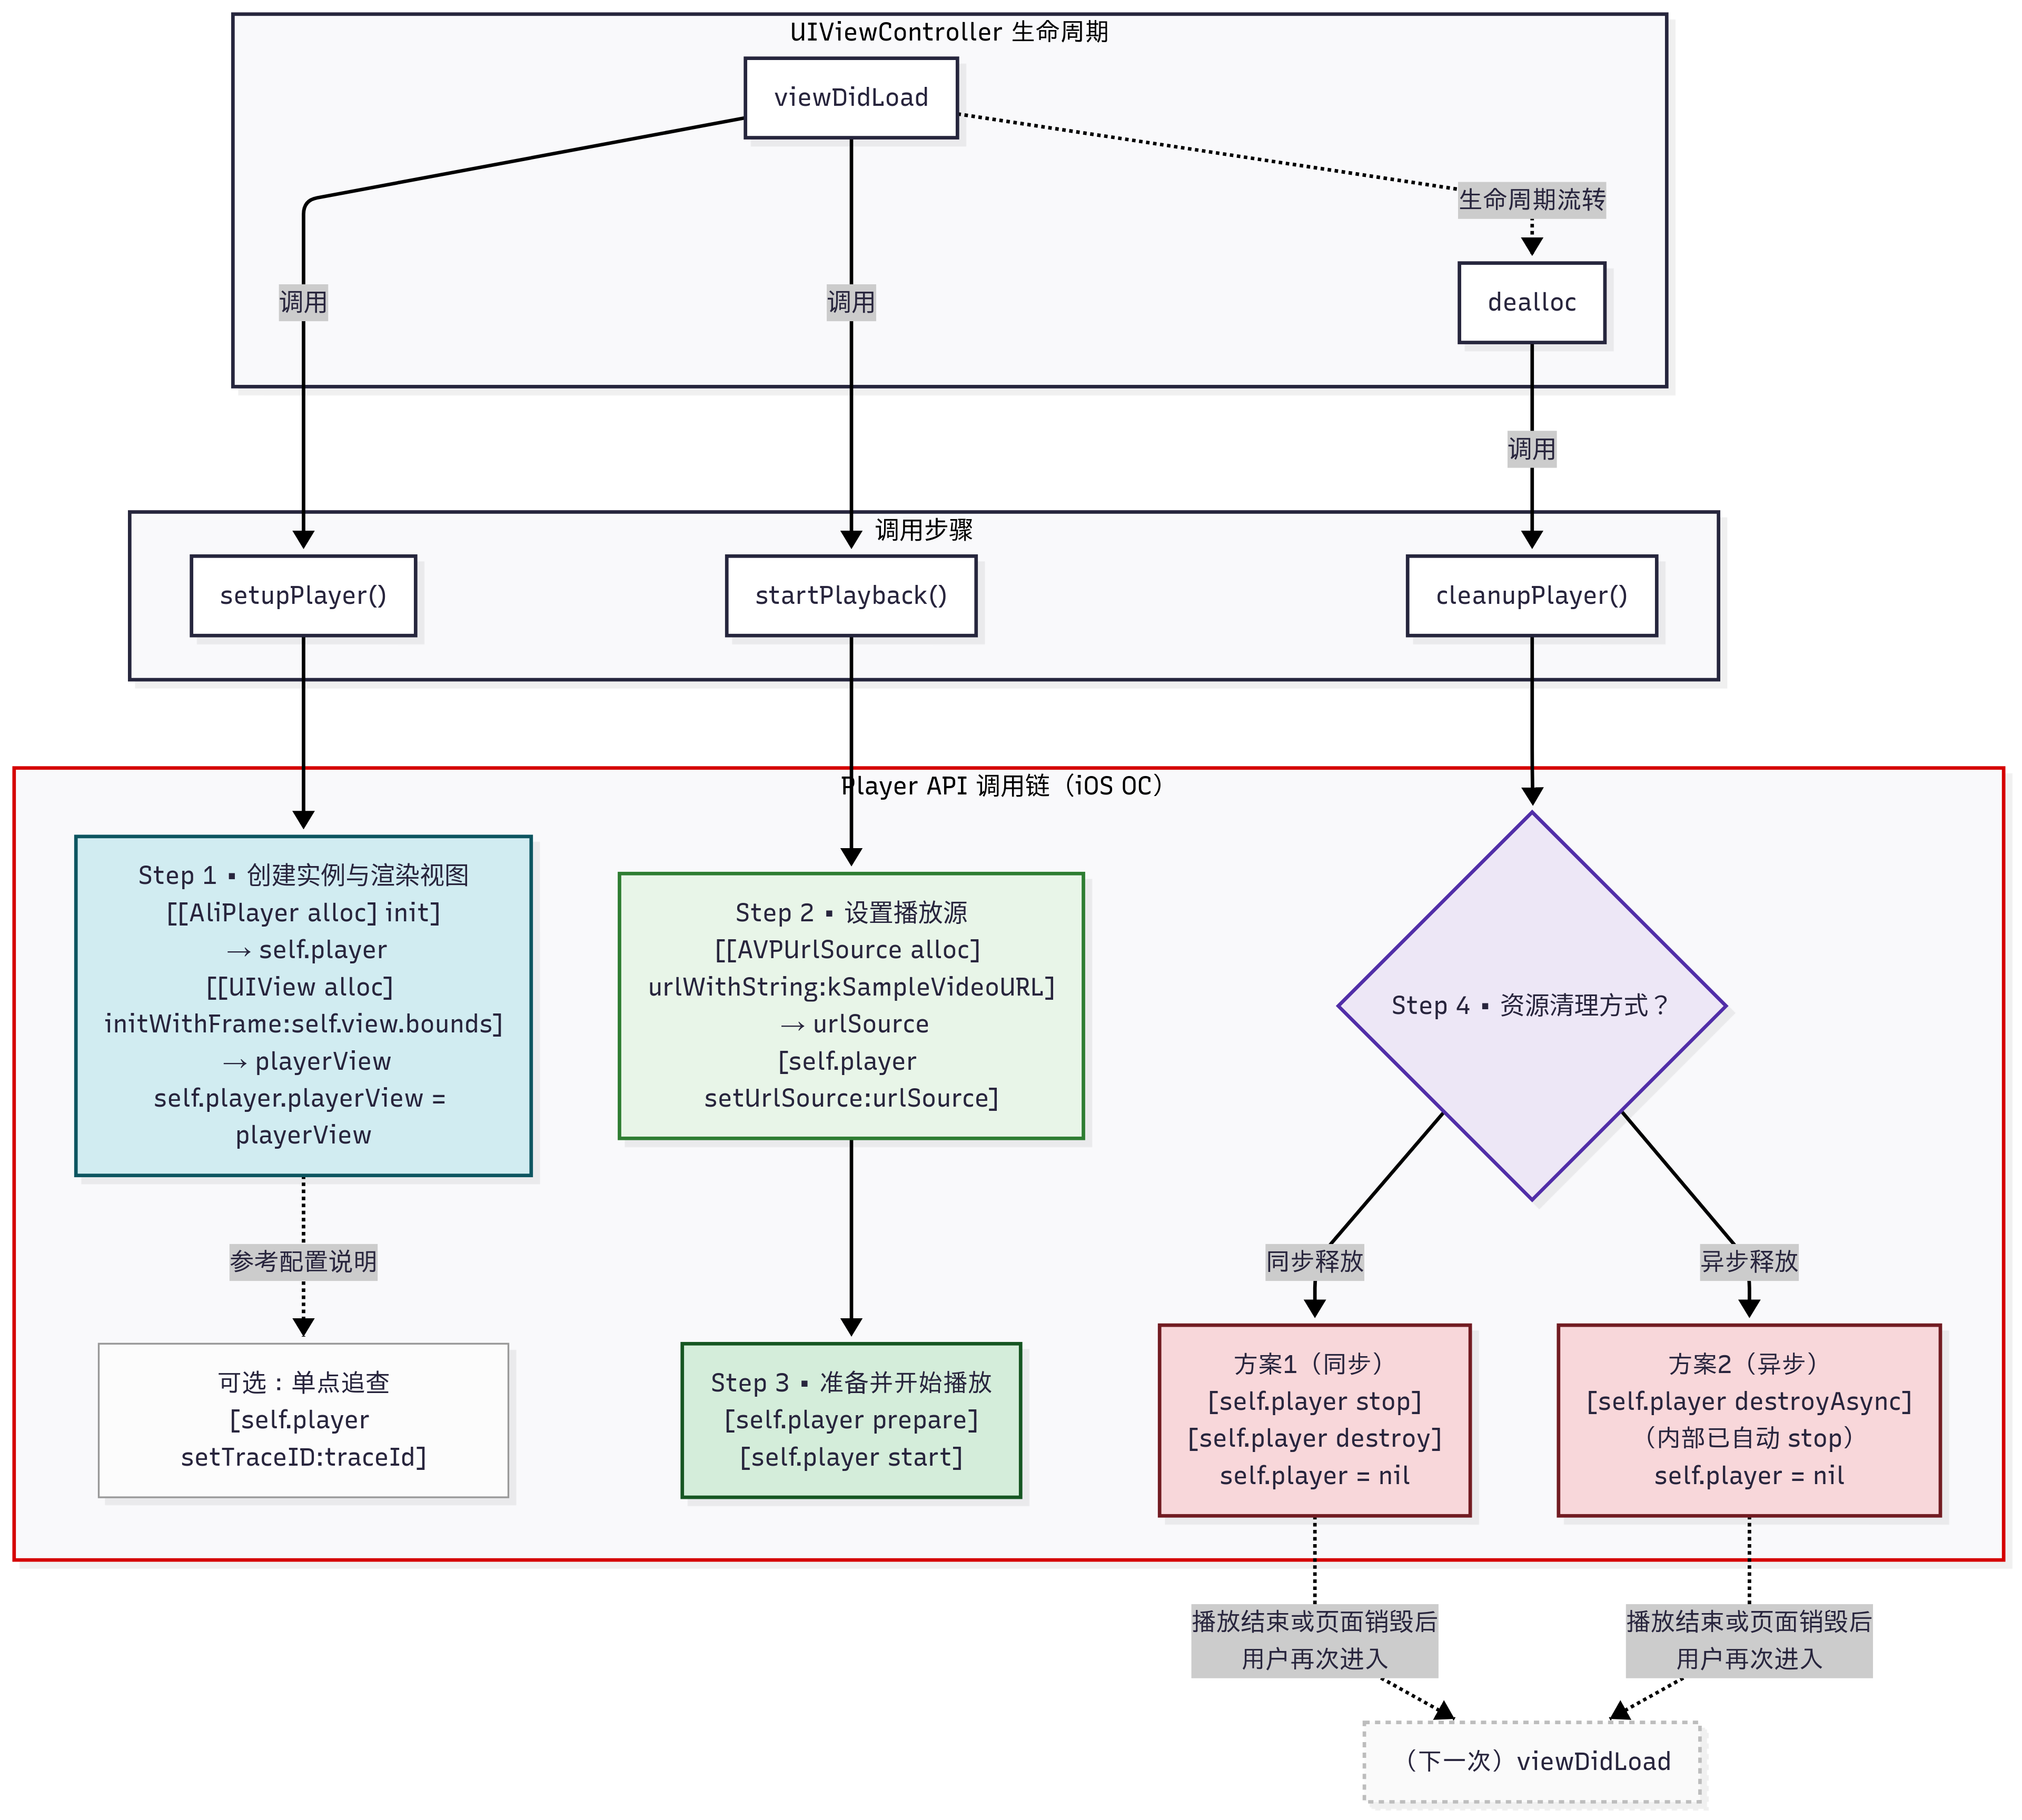 UIViewController 生命周期
viewDidLoad
生命周期流转
调用
调用
dealloc
调用
调用步骤
setupPlayer()
startPlayback()
cleanupPlayer()
Player API 调用链（iOS OC）
Step 1 ▪ 创建实例与渲染视图
[[AliPlayer alloc] init]
→ self.player
[[UIView alloc]
initWithFrame:self.view.bounds]
→ playerView
self.player.playerView =
playerView
Step 2 ▪ 设置播放源
[[AVPUrlSource alloc]
urlWithString:kSampleVideoURL]
→ urlSource
[self.player
setUrlSource:urlSource]
Step 4 ▪ 资源清理方式？
参考配置说明
同步释放
异步释放
可选：单点追查
[self.player
setTraceID:traceId]
Step 3 ▪ 准备并开始播放
[self.player prepare]
[self.player start]
方案1（同步）
[self.player stop]
[self.player destroy]
self.player = nil
方案2（异步）
[self.player destroyAsync]
（内部已自动 stop）
self.player = nil
播放结束或页面销毁后
用户再次进入
播放结束或页面销毁后
用户再次进入
（下一次）viewDidLoad